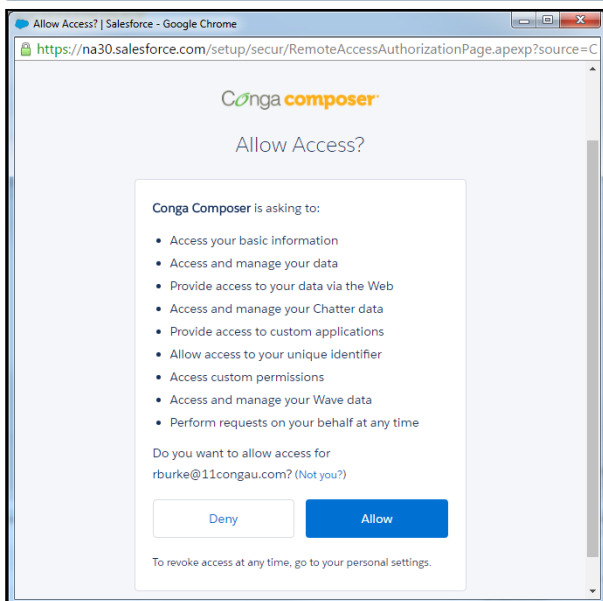 Allow Access? | Salesforce - Google Chrome
https://na30.salesforce.com/setup/secur/RemoteAccessAuthorizationPage.apexp?source=C
Conga composer
Allow Access?
Conga Composer is asking to:
• Access your basic information
• Access and manage your data
• Provide access to your data via the Web
• Access and manage your Chatter data
• Provide access to custom applications
• Allow access to your unique identifier
• Access custom permissions
• Access and manage your Wave data
• Perform requests on your behalf at any time
Do you want to allow access for
rburke@11congau.com? (Not you?)
Deny Allow
To revoke access at any time, go to your personal settings.